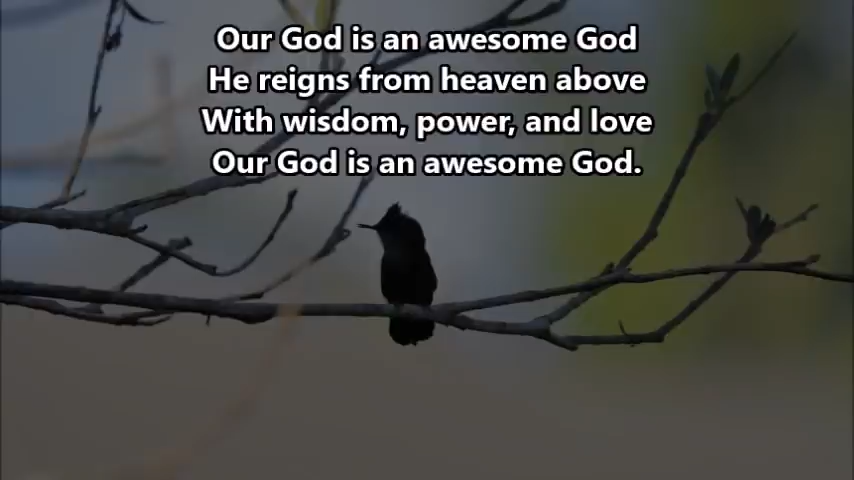 Our God is an awesome God
He reigns from heaven above
With wisdom, power, and love
Our God is an awesome God.